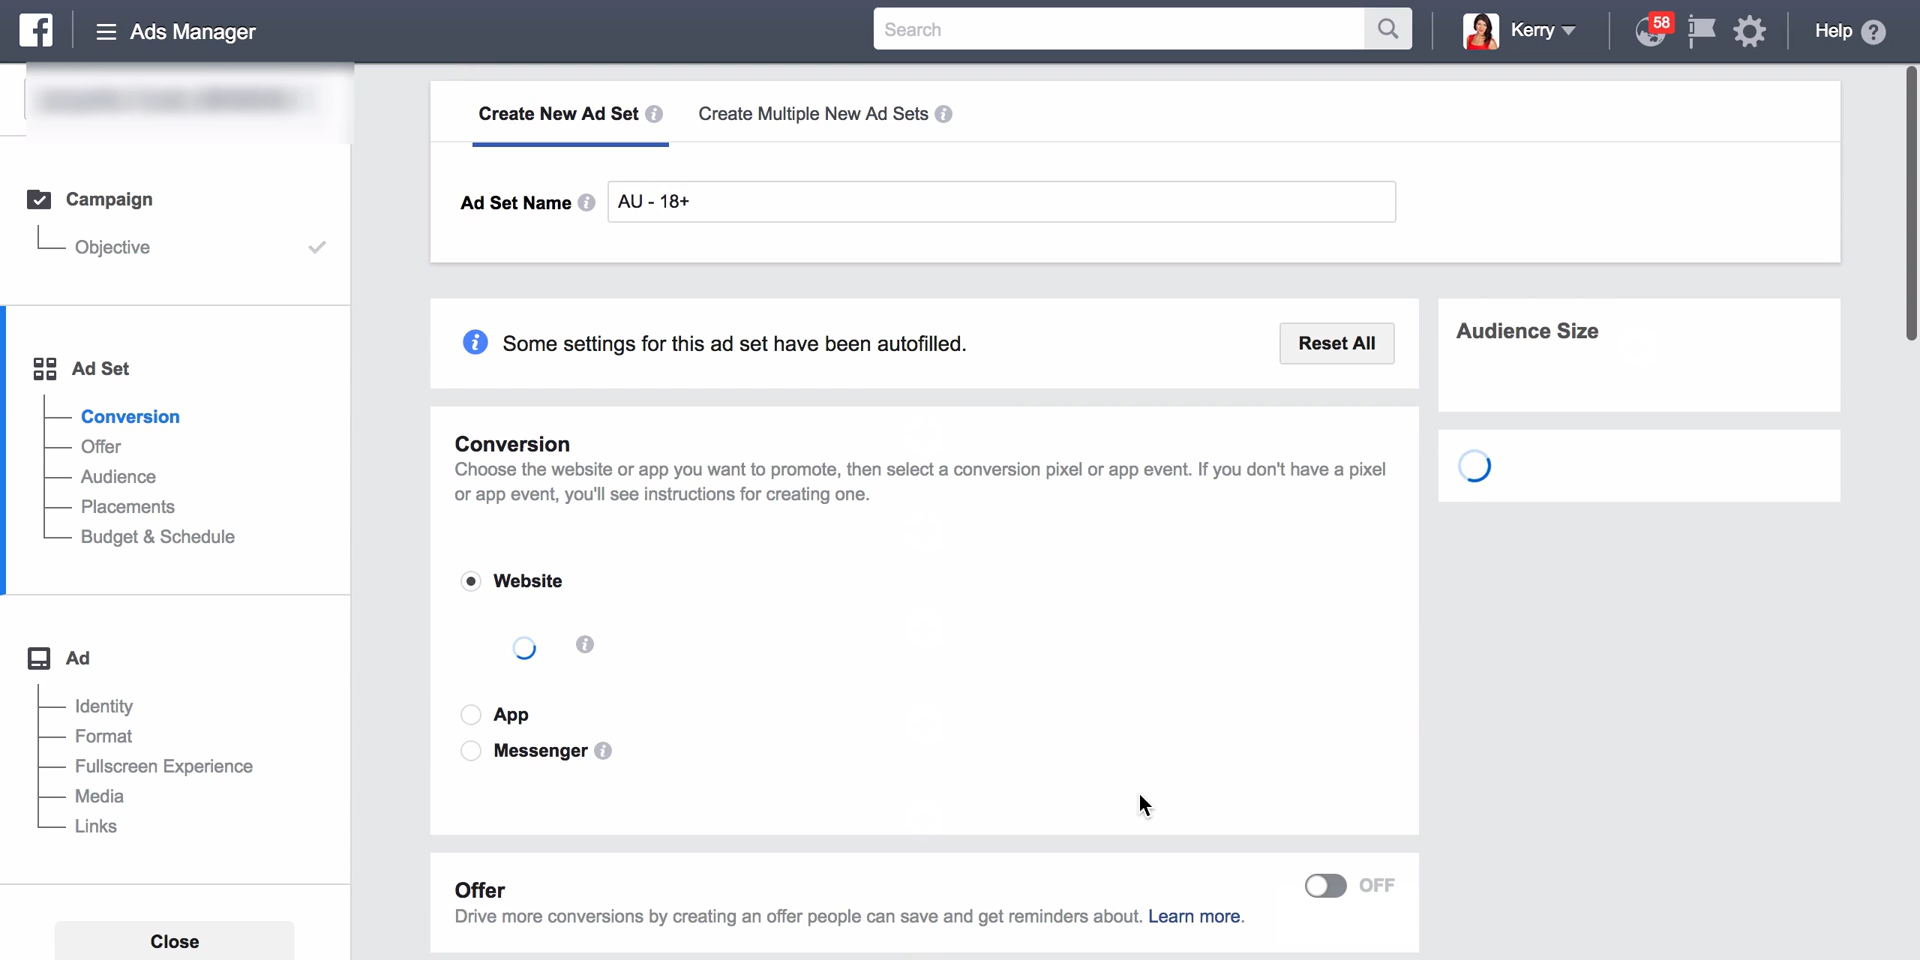 Ads Manager
Search
Kerry
58
Help
Create New Ad Set
Create Multiple New Ad Sets
Ad Set Name
AU - 18+
Campaign
Objective
Ad Set
Conversion
Offer
Audience
Placements
Budget & Schedule
Ad
Identity
Format
Fullscreen Experience
Media
Links
Close
Some settings for this ad set have been autofilled.
Reset All
Audience Size
Conversion
Choose the website or app you want to promote, then select a conversion pixel or app event. If you don't have a pixel
or app event, you'll see instructions for creating one.
Website
App
Messenger
Offer
OFF
Drive more conversions by creating an offer people can save and get reminders about. Learn more.